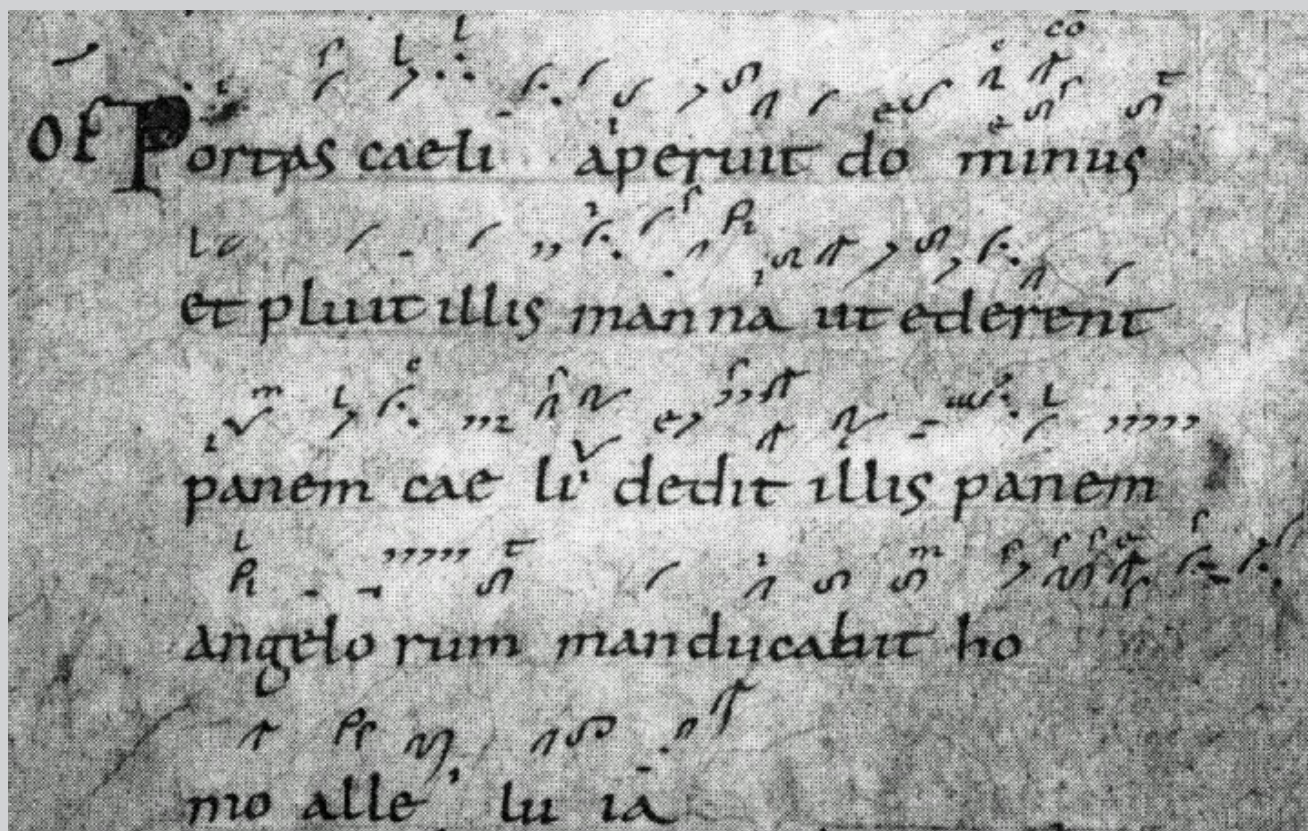 OF Portas caeli aperuit do minus
et pluit illis manna ut ederent
panem cae li dedit illis panem
angelo rum manducabit ho
mo alle lu ia